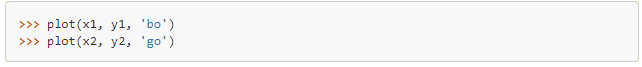 >>> plot(x1, y1, 'bo')
>>> plot(x2, y2, 'go')